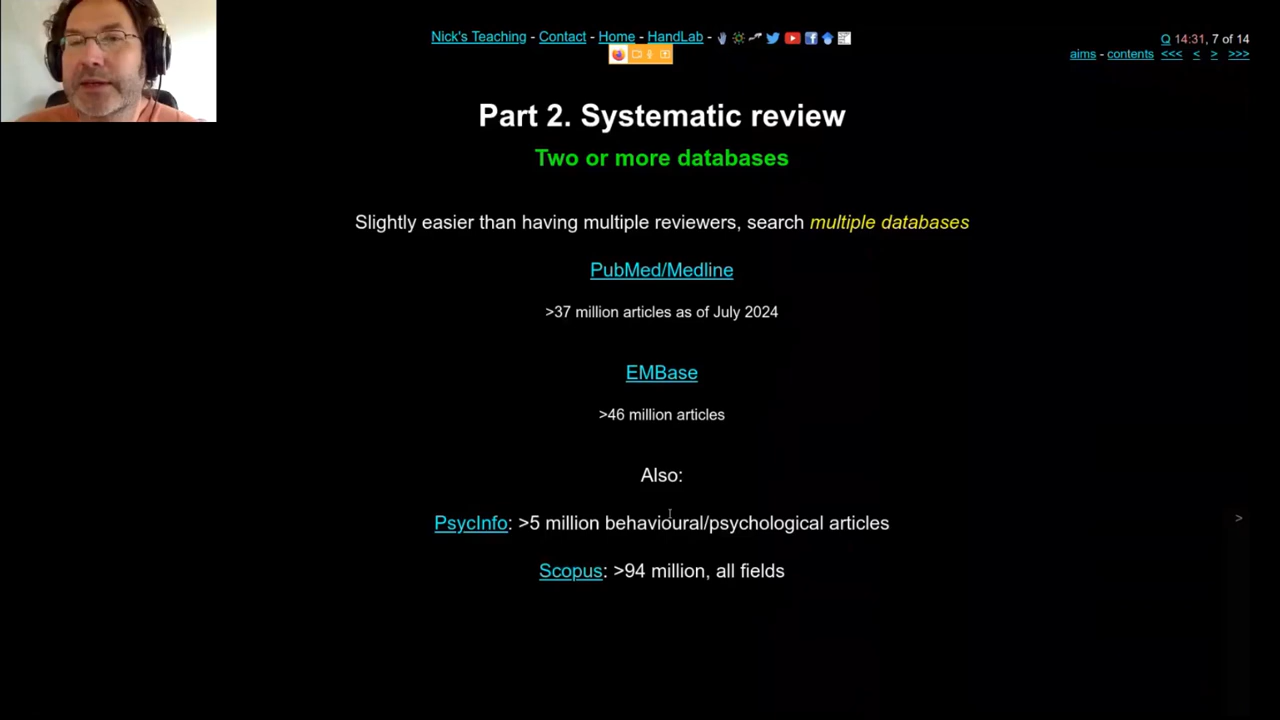 Nick's Teaching - Contact - Home - HandLab -
Q 14:31, 7 of 14
aims - contents <<< < > >>>
Part 2. Systematic review
Two or more databases
Slightly easier than having multiple reviewers, search multiple databases
PubMed/Medline
>37 million articles as of July 2024
EMBase
>46 million articles
Also:
PsycInfo: >5 million behavioural/psychological articles
>
Scopus: >94 million, all fields